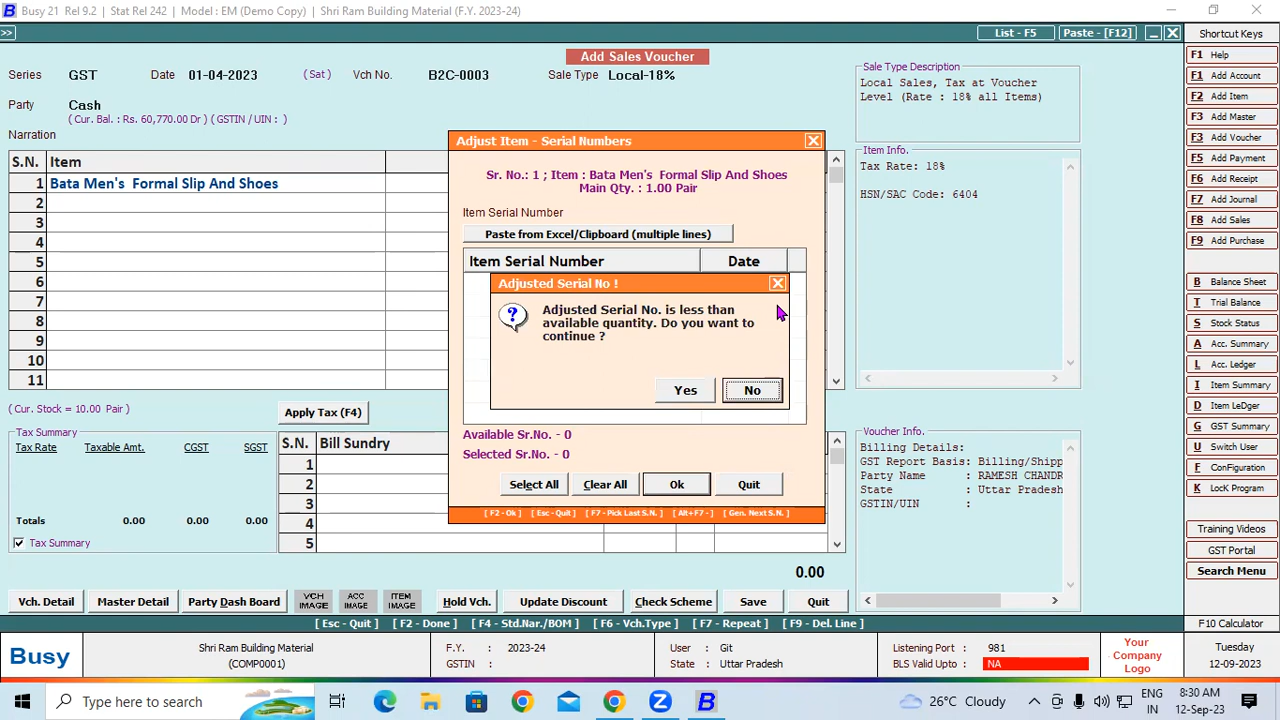 Busy 21 Rel 9.2 | Stat Rel 242 | Model : EM (Demo Copy) | Shri Ram Building Material (F.Y. 2023-24)
>>
List - F5
Paste - [F12]
Add Sales Voucher
Series GST Date 01-04-2023 (Sat) Vch No. B2C-0003 Sale Type Local-18%
Party Cash
( Cur. Bal. : Rs. 60,770.00 Dr ) (GSTIN / UIN : )
Narration
S.N. Item
1 Bata Men's Formal Slip And Shoes
2
3
4
5
6
7
8
9
10
11
( Cur. Stock = 10.00 Pair )
Apply Tax (F4)
Tax Summary
Tax Rate Taxable Amt. CGST SGST
Totals 0.00 0.00 0.00
Tax Summary
S.N. Bill Sundry
1
2
3
4
5
0.00
Adjust Item - Serial Numbers
Sr. No.: 1 ; Item : Bata Men's Formal Slip And Shoes
Main Qty. : 1.00 Pair
Item Serial Number
Paste from Excel/Clipboard (multiple lines)
Item Serial Number Date
Adjusted Serial No !
?
Adjusted Serial No. is less than
available quantity. Do you want to
continue ?
Yes No
Available Sr.No. - 0
Selected Sr.No. - 0
Select All Clear All Ok Quit
[ F2 - Ok ] [ Esc - Quit ] [ F7 - Pick Last S.N. ] [ Alt+F7 - ] [ Gen. Next S.N. ]
Sale Type Description
Local Sales, Tax at Voucher
Level (Rate : 18% all Items)
Item Info.
Tax Rate: 18%
HSN/SAC Code: 6404
Voucher Info.
Billing Details:
GST Report Basis: Billing/Shipp
Party Name : RAMESH CHANDR
State : Uttar Pradesh
GSTIN/UIN :
Vch. Detail Master Detail Party Dash Board VCH IMAGE ACC IMAGE ITEM IMAGE Hold Vch. Update Discount Check Scheme Save Quit
[ Esc - Quit ] [ F2 - Done ] [ F4 - Std.Nar./BOM ] [ F6 - Vch.Type ] [ F7 - Repeat ] [ F9 - Del. Line ]
Shortcut Keys
F1 Help
F1 Add Account
F2 Add Item
F3 Add Master
F3 Add Voucher
F5 Add Payment
F6 Add Receipt
F7 Add Journal
F8 Add Sales
F9 Add Purchase
B Balance Sheet
T Trial Balance
S Stock Status
A Acc. Summary
L Acc. Ledger
I Item Summary
D Item LeDger
G GST Summary
U Switch User
F ConFiguration
K LocK Program
Training Videos
GST Portal
Search Menu
F10 Calculator
Busy
Shri Ram Building Material
(COMP0001)
F.Y. : 2023-24
GSTIN :
User : Git
State : Uttar Pradesh
Listening Port : 981
BLS Valid Upto : NA
Your
Company
Logo
Tuesday
12-09-2023
Type here to search
26°C Cloudy
ENG
IN
8:30 AM
12-Sep-23